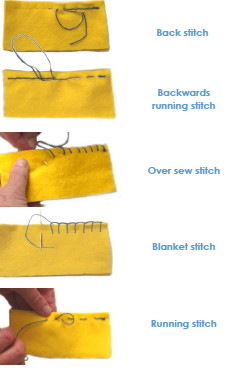 Back stitch
Backwards
running stitch
Over sew stitch
Blanket stitch
Running stitch